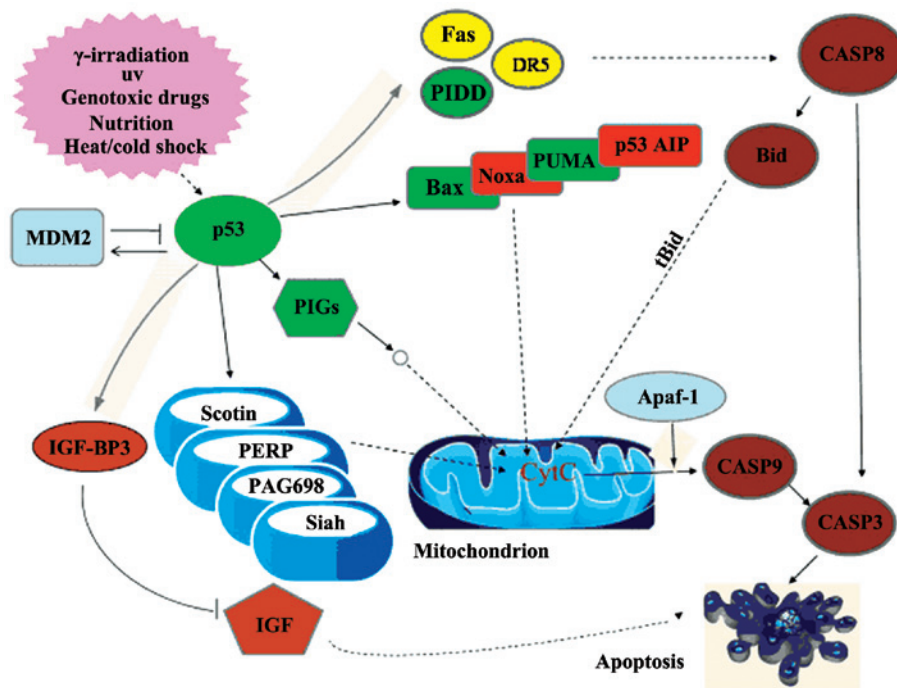 γ-irradiation
uv
Genotoxic drugs
Nutrition
Heat/cold shock
Fas
DR5
PIDD
CASP8
Bax
Noxa
PUMA
p53 AIP
Bid
MDM2
p53
tBid
PIGs
Scotin
PERP
PAG698
Siah
IGF-BP3
Apaf-1
CytC
CASP9
CASP3
Mitochondrion
IGF
Apoptosis